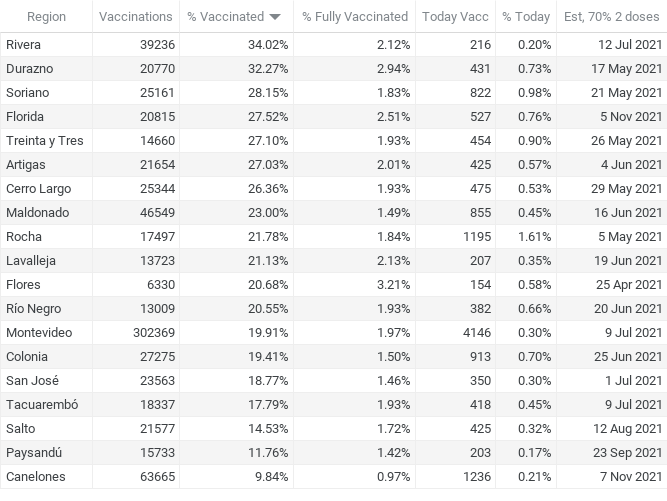 Region Vaccinations % Vaccinated % Fully Vaccinated Today Vacc % Today Est, 70% 2 doses
Rivera 39236 34.02% 2.12% 216 0.20% 12 Jul 2021
Durazno 20770 32.27% 2.94% 431 0.73% 17 May 2021
Soriano 25161 28.15% 1.83% 822 0.98% 21 May 2021
Florida 20815 27.52% 2.51% 527 0.76% 5 Nov 2021
Treinta y Tres 14660 27.10% 1.93% 454 0.90% 26 May 2021
Artigas 21654 27.03% 2.01% 425 0.57% 4 Jun 2021
Cerro Largo 25344 26.36% 1.93% 475 0.53% 29 May 2021
Maldonado 46549 23.00% 1.49% 855 0.45% 16 Jun 2021
Rocha 17497 21.78% 1.84% 1195 1.61% 5 May 2021
Lavalleja 13723 21.13% 2.13% 207 0.35% 19 Jun 2021
Flores 6330 20.68% 3.21% 154 0.58% 25 Apr 2021
Río Negro 13009 20.55% 1.93% 382 0.66% 20 Jun 2021
Montevideo 302369 19.91% 1.97% 4146 0.30% 9 Jul 2021
Colonia 27275 19.41% 1.50% 913 0.70% 25 Jun 2021
San José 23563 18.77% 1.46% 350 0.30% 1 Jul 2021
Tacuarembó 18337 17.79% 1.93% 418 0.45% 9 Jul 2021
Salto 21577 14.53% 1.72% 425 0.32% 12 Aug 2021
Paysandú 15733 11.76% 1.42% 203 0.17% 23 Sep 2021
Canelones 63665 9.84% 0.97% 1236 0.21% 7 Nov 2021